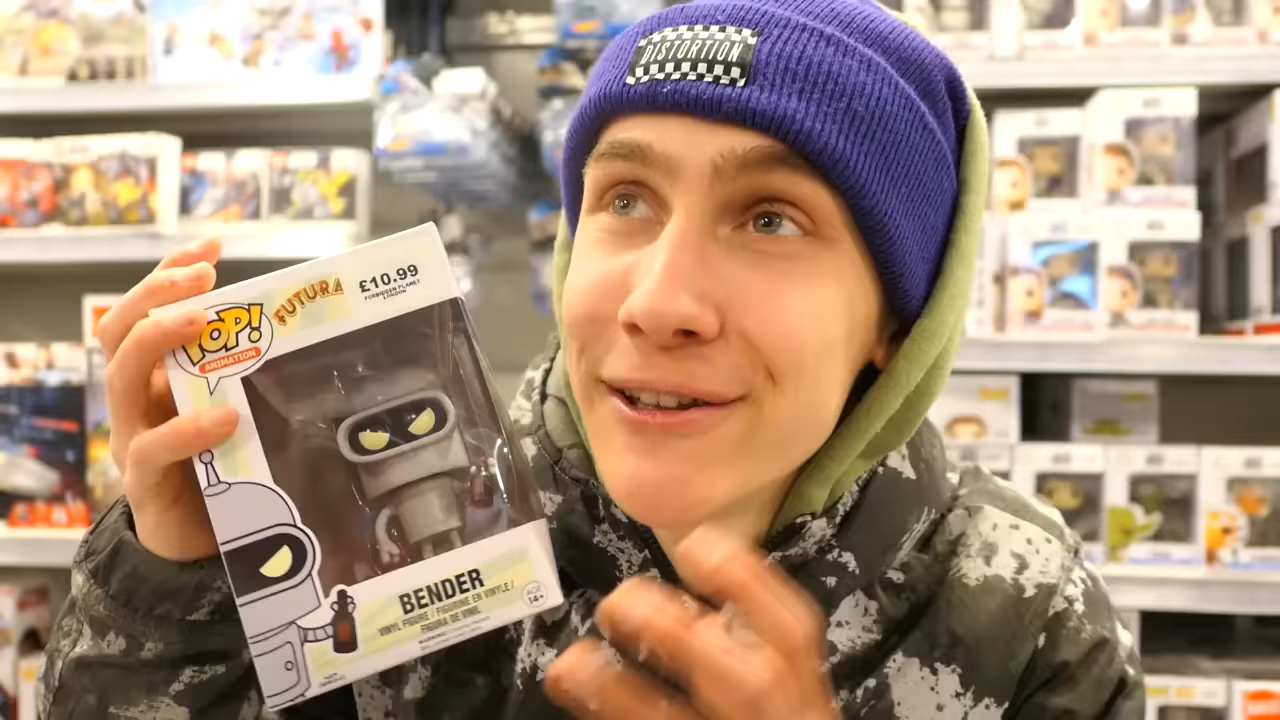 DISTORTION
£10.99
FORBIDDEN PLANET
LONDON
FUTURA
POP!
ANIMATION
BENDER
VINYL FIGURE / FIGURINE EN VINYLE /
FIGURA DE VINIL
AGE
14+